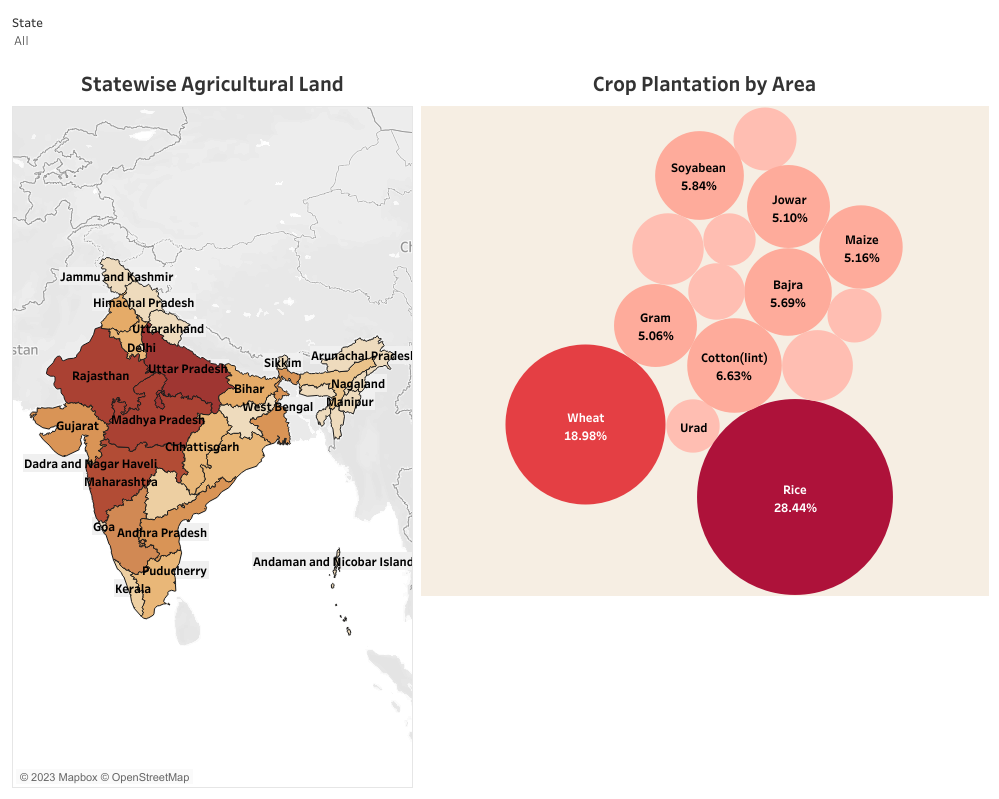 State
All
Statewise Agricultural Land
Crop Plantation by Area
Ch
stan
Jammu and Kashmir
Himachal Pradesh
Uttarakhand
Delhi
Rajasthan
Uttar Pradesh
Sikkim
Arunachal Pradesh
Nagaland
Manipur
Bihar
West Bengal
Gujarat
Madhya Pradesh
Chhattisgarh
Dadra and Nagar Haveli
Maharashtra
Goa
Andhra Pradesh
Andaman and Nicobar Island
Puducherry
Kerala
© 2023 Mapbox © OpenStreetMap
Soyabean
5.84%
Jowar
5.10%
Maize
5.16%
Bajra
5.69%
Gram
5.06%
Cotton(lint)
6.63%
Wheat
18.98%
Urad
Rice
28.44%